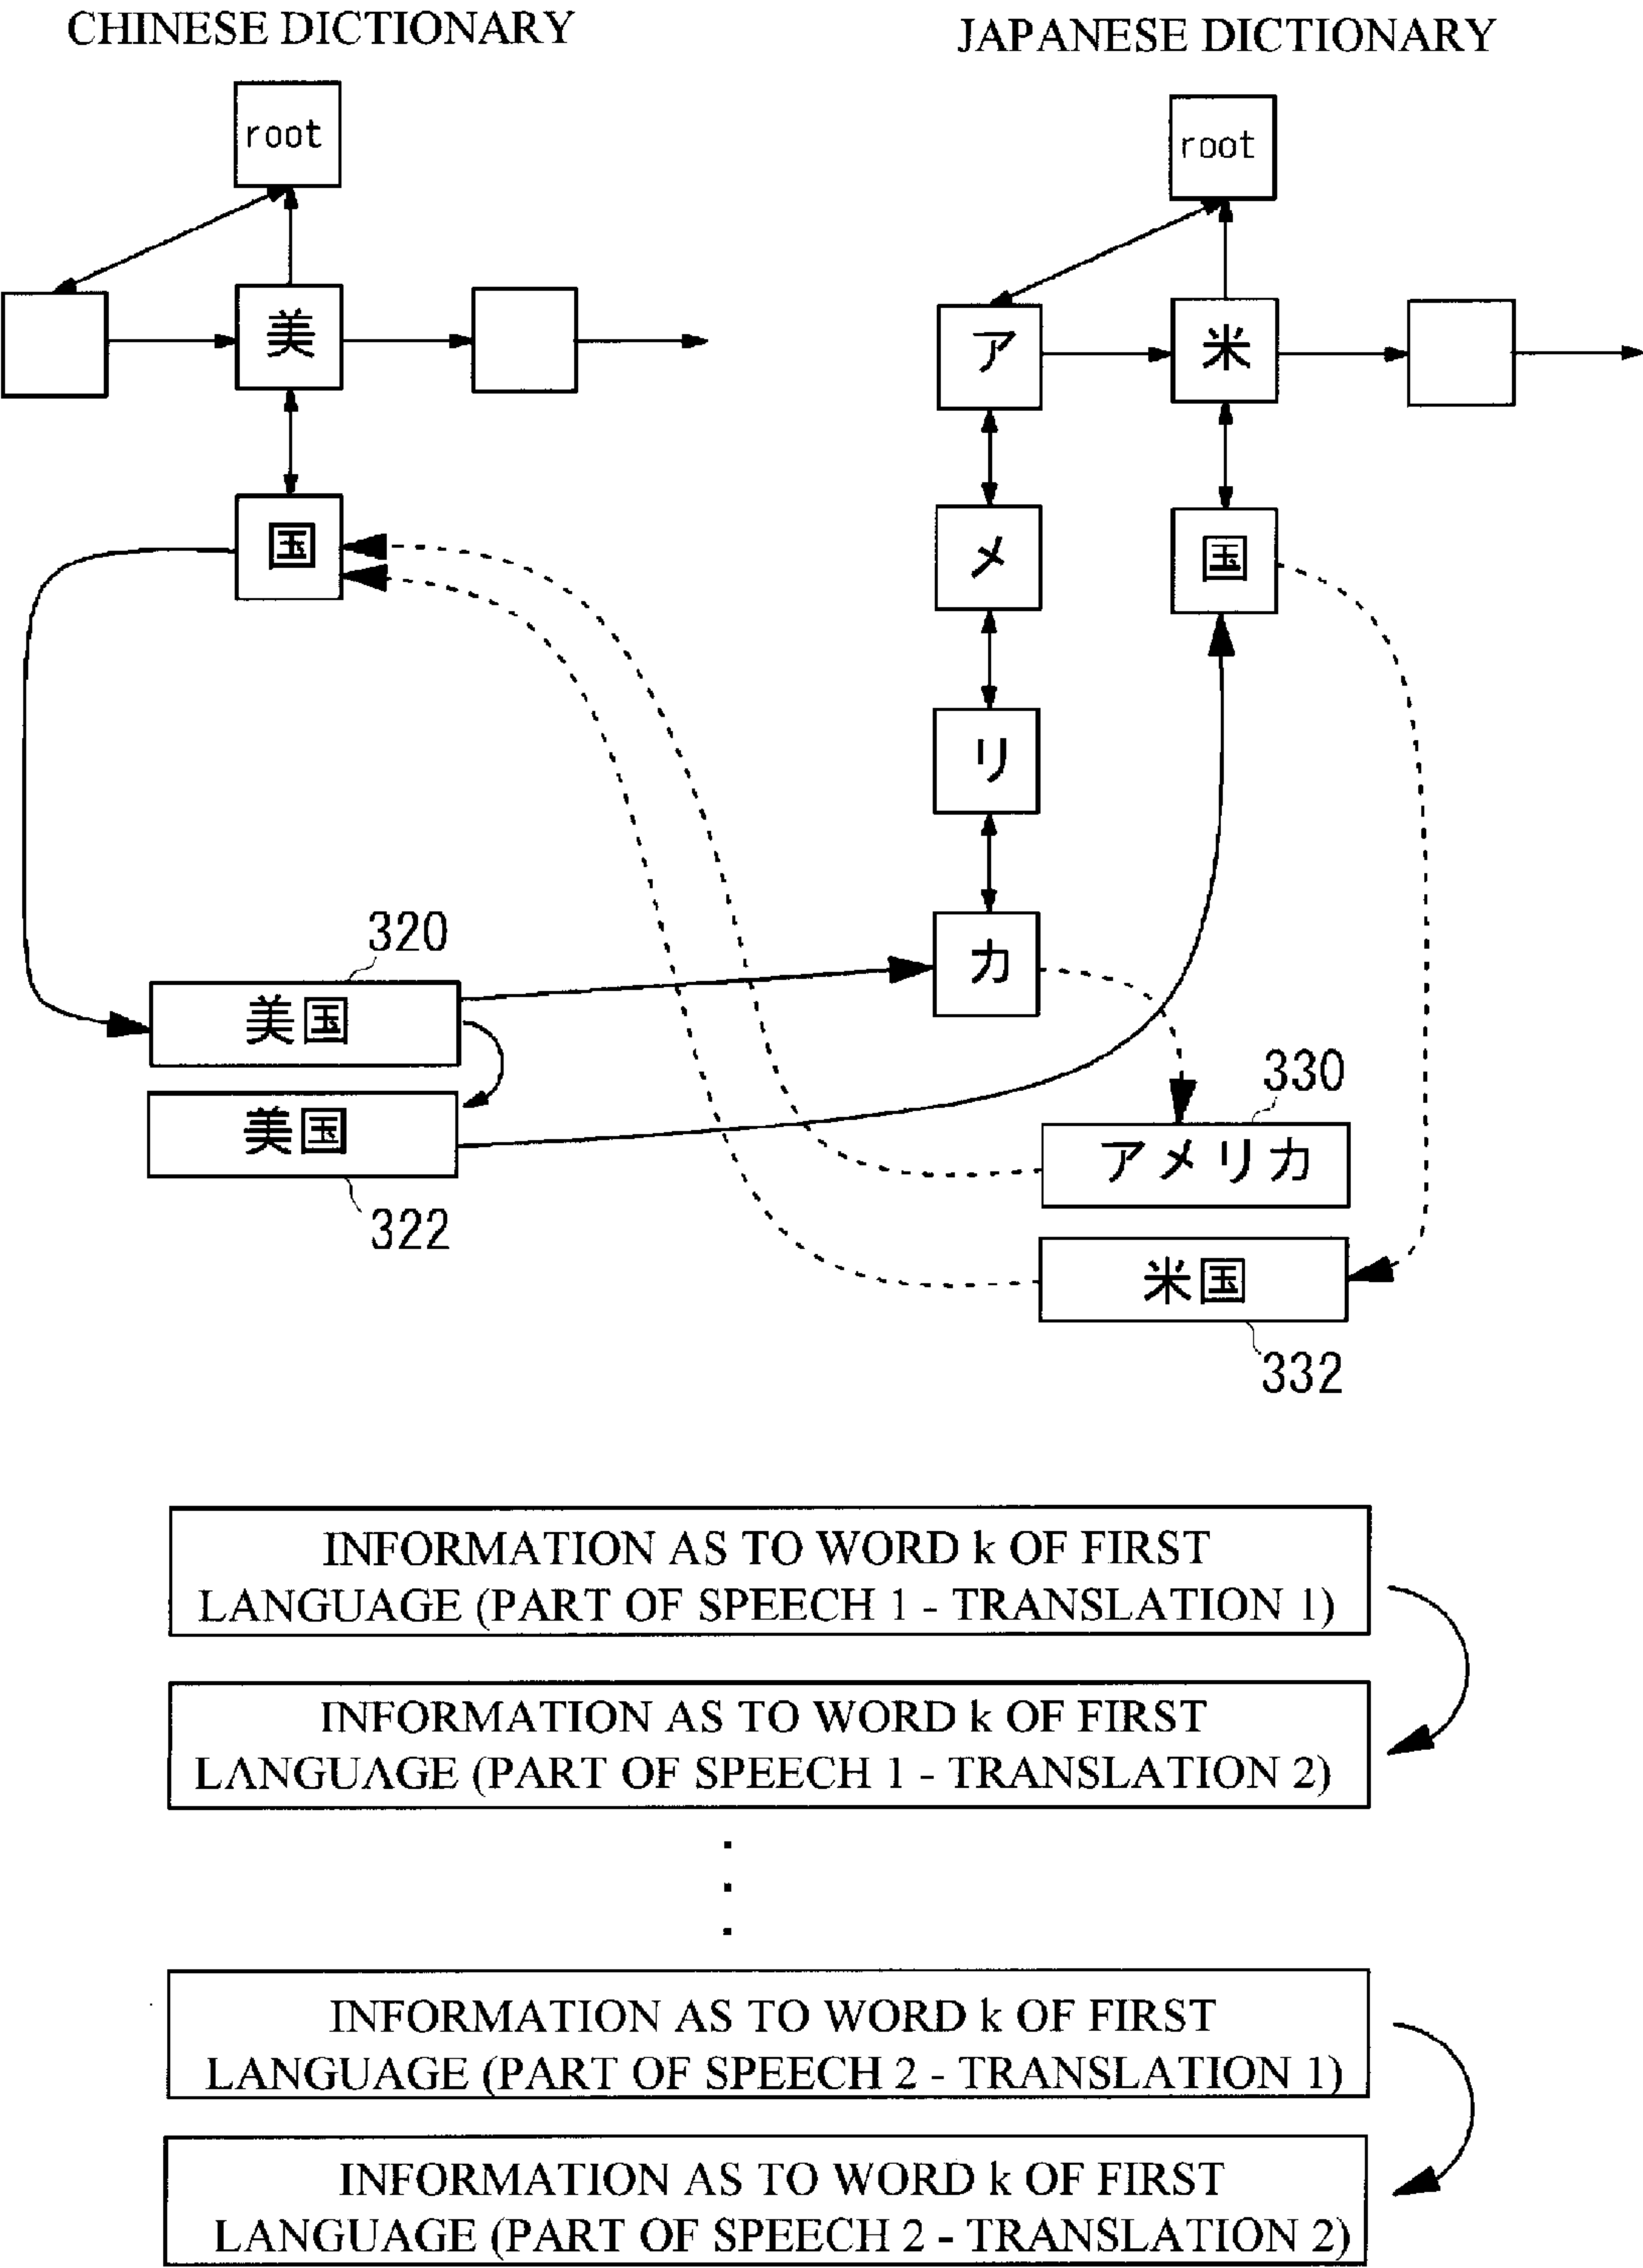 CHINESE DICTIONARY
JAPANESE DICTIONARY
root
root
美
ア
米
国
メ
国
リ
カ
320
美国
美国
322
330
アメリカ
米国
332
INFORMATION AS TO WORD k OF FIRST
LANGUAGE (PART OF SPEECH 1 - TRANSLATION 1)
INFORMATION AS TO WORD k OF FIRST
LANGUAGE (PART OF SPEECH 1 - TRANSLATION 2)
INFORMATION AS TO WORD k OF FIRST
LANGUAGE (PART OF SPEECH 2 - TRANSLATION 1)
INFORMATION AS TO WORD k OF FIRST
LANGUAGE (PART OF SPEECH 2 - TRANSLATION 2)